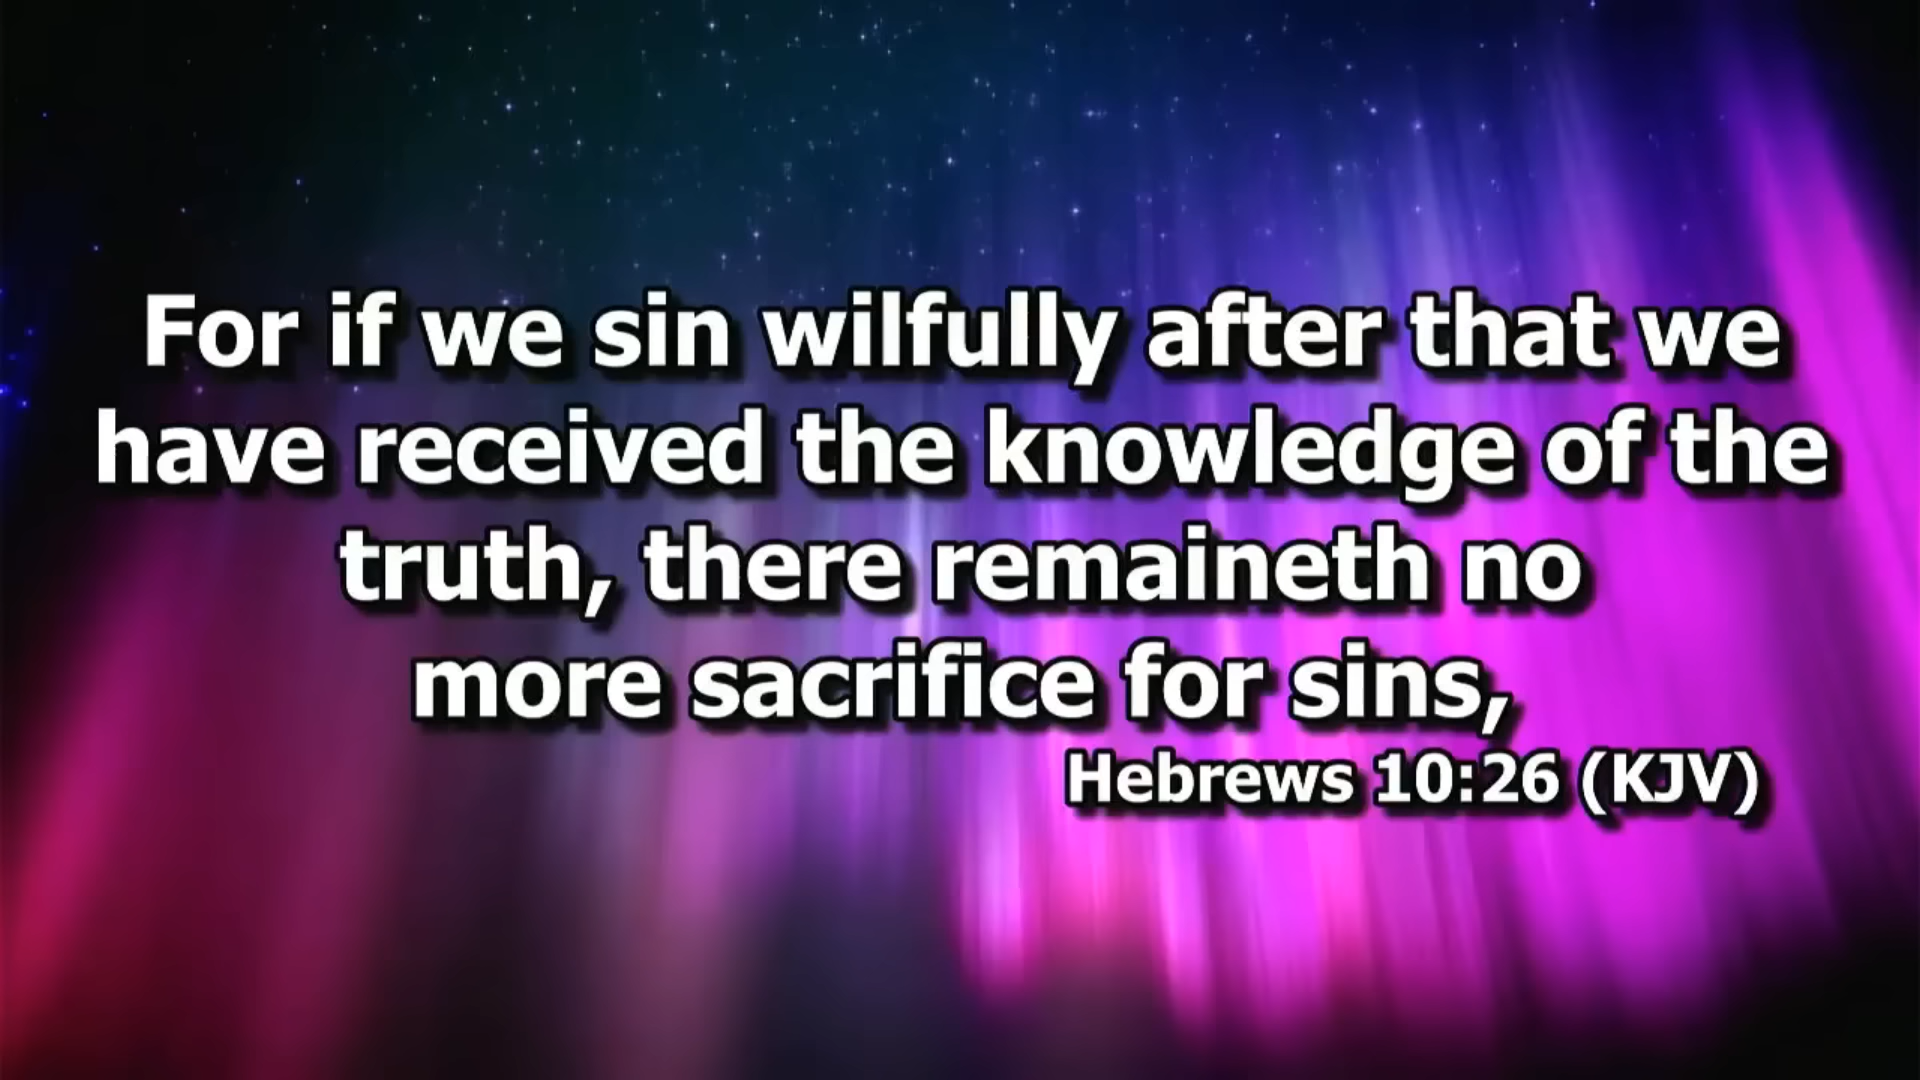 For if we sin wilfully after that we
have received the knowledge of the
truth, there remaineth no
more sacrifice for sins,
Hebrews 10:26 (KJV)